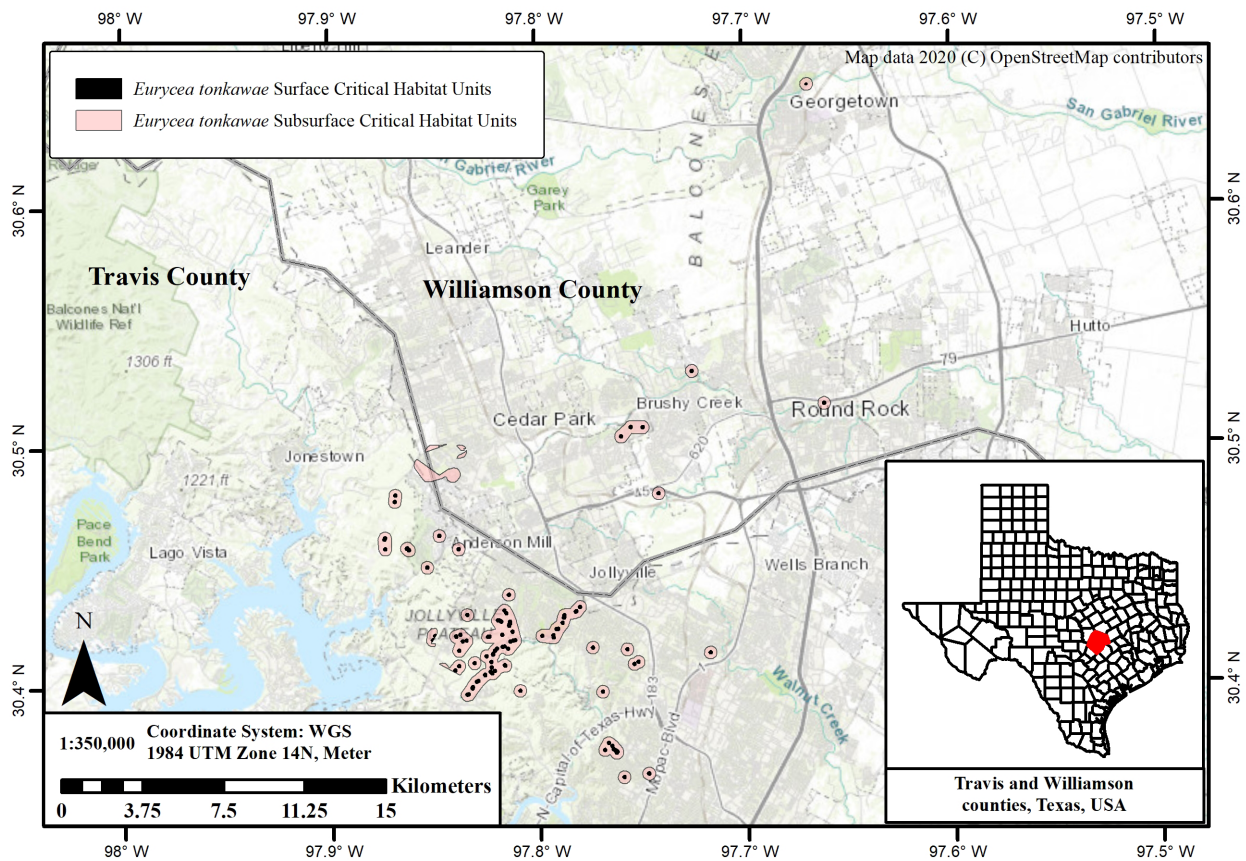 98° W 97.9° W 97.8° W 97.7° W 97.6° W 97.5° W
Map data 2020 (C) OpenStreetMap contributors
Eurycea tonkawae Surface Critical Habitat Units
Eurycea tonkawae Subsurface Critical Habitat Units
Georgetown
San Gabriel River
BALCONES
Gabriel River
Garey
Park
30.6° N
30.6° N
Leander
Travis County
Williamson County
Balcones Nat'l
Wildlife Ref
Hutto
1306 ft
79
Brushy Creek
Round Rock
Cedar Park
30.5° N
30.5° N
620
Jonestown
1221 ft
45
Pace
Bend
Park
Lago Vista
Anderson Mill
Wells Branch
Jollyville
JOLLYVILLE
PLATEAU
30.4° N
30.4° N
N
1
183
Walnut Creek
N Capital of Texas Hwy
Mopac Blvd
1:350,000
Coordinate System: WGS
1984 UTM Zone 14N, Meter
Kilometers
0 3.75 7.5 11.25 15
Travis and Williamson
counties, Texas, USA
98° W 97.9° W 97.8° W 97.7° W 97.6° W 97.5° W